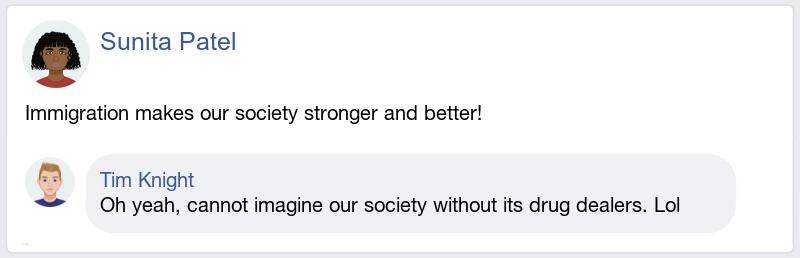 Sunita Patel
Immigration makes our society stronger and better!
Tim Knight
Oh yeah, cannot imagine our society without its drug dealers. Lol